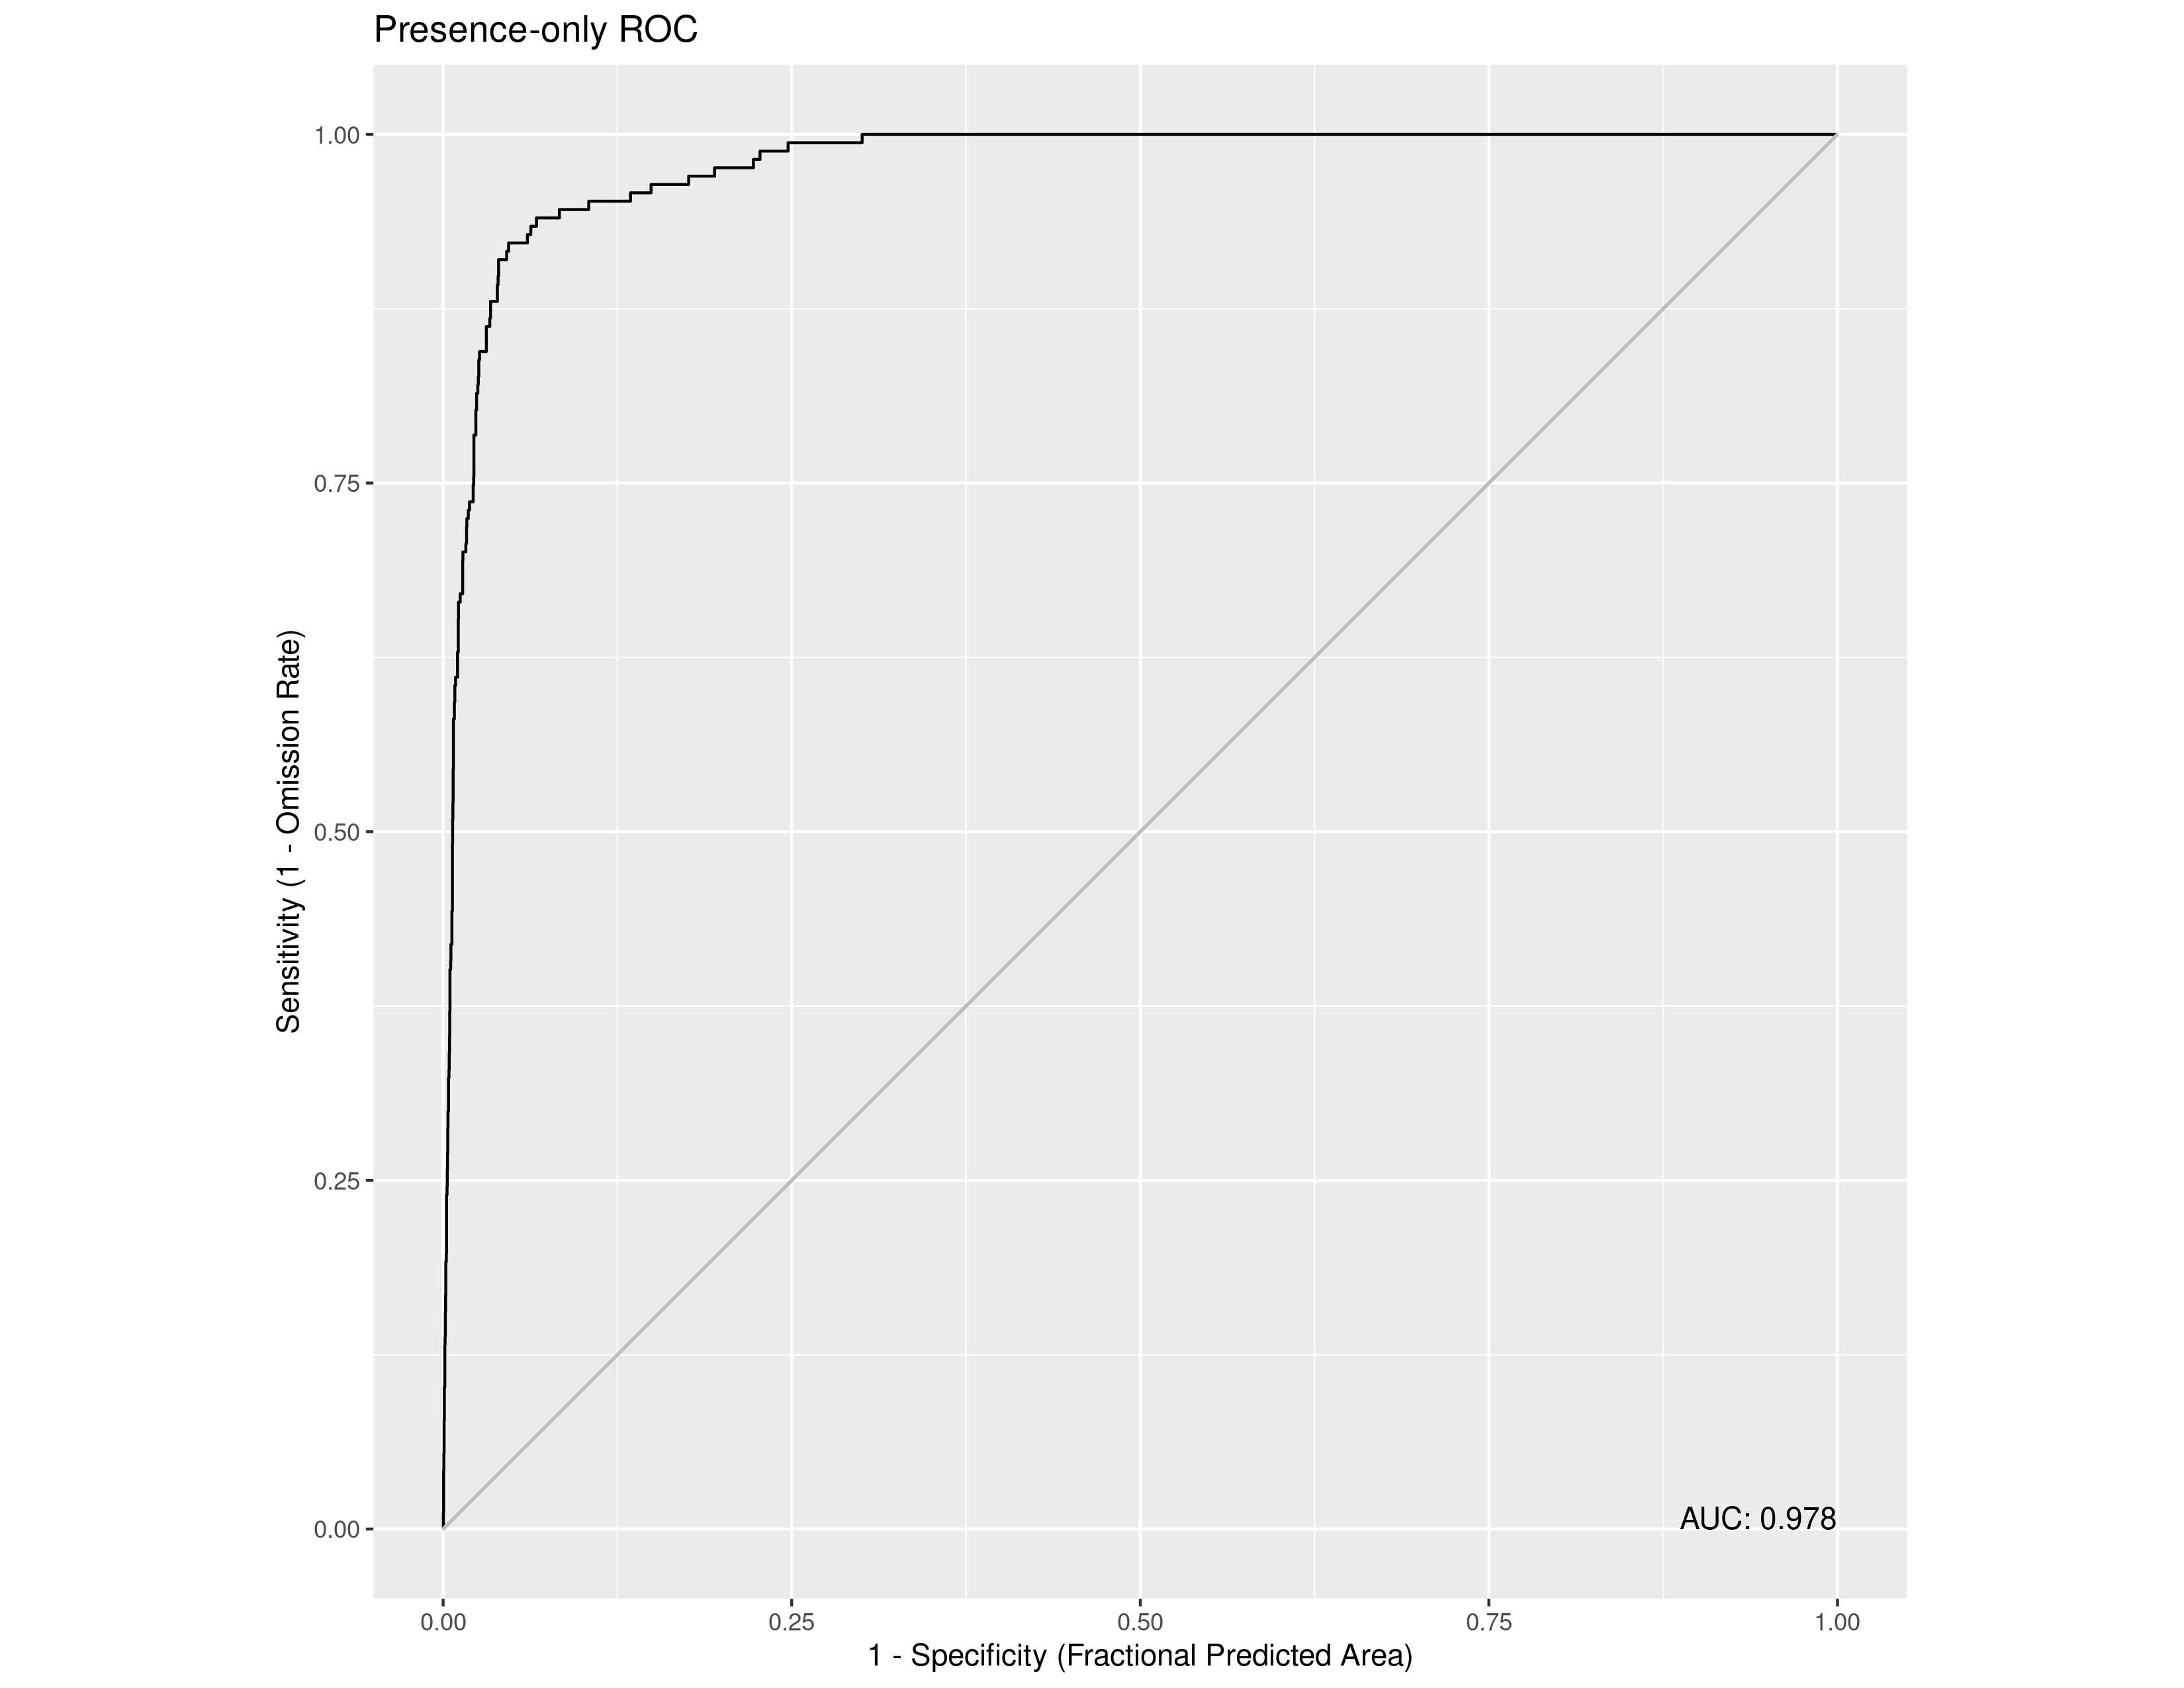 Presence-only ROC
Sensitivity (1 - Omission Rate)
1.00
0.75
0.50
0.25
0.00
AUC: 0.978
0.00 0.25 0.50 0.75 1.00
1 - Specificity (Fractional Predicted Area)